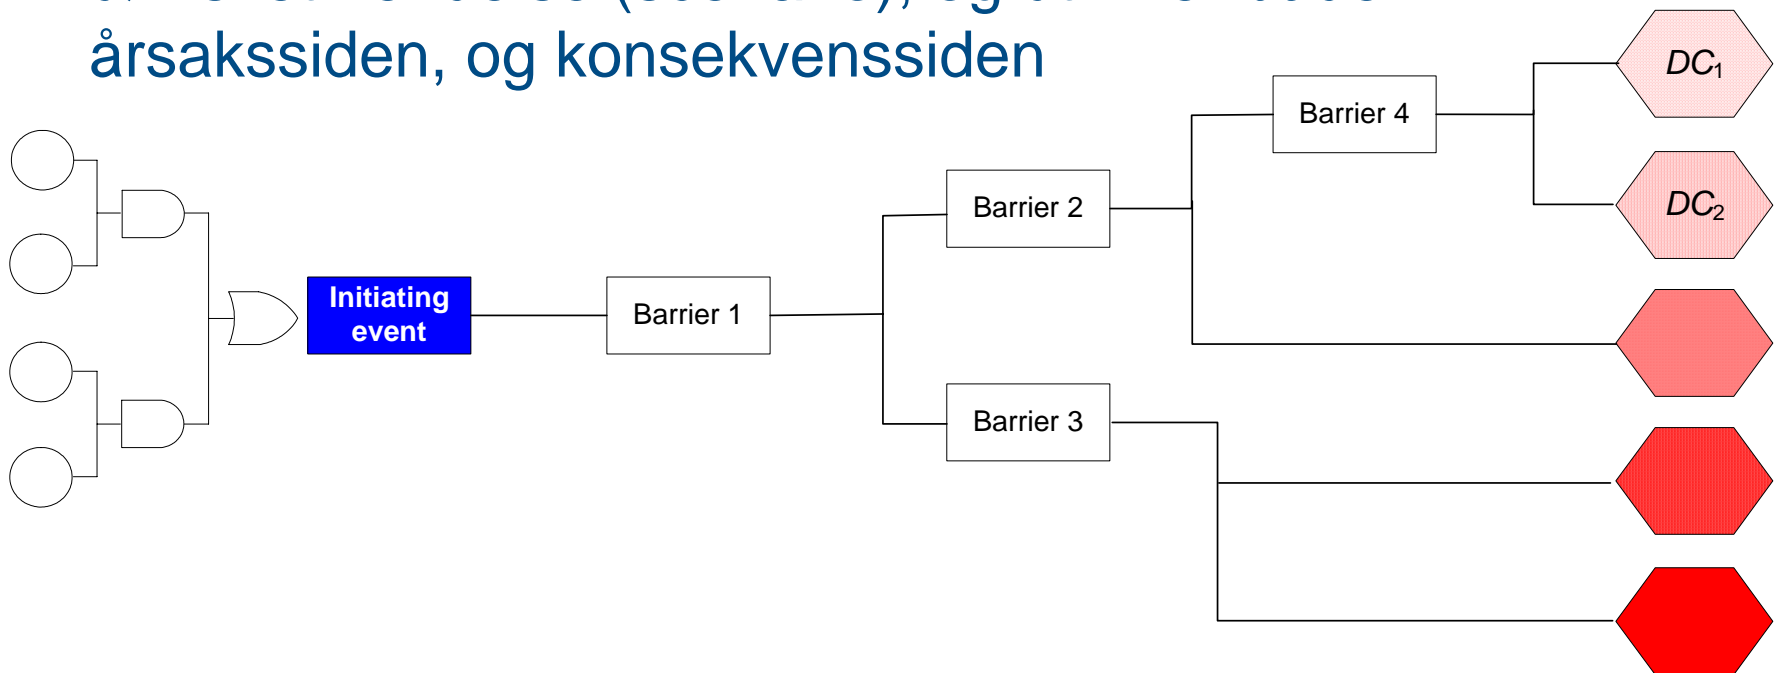 årsakssiden, og konsekvenssiden
DC1
Barrier 4
Barrier 2
DC2
Initiating
event
Barrier 1
Barrier 3